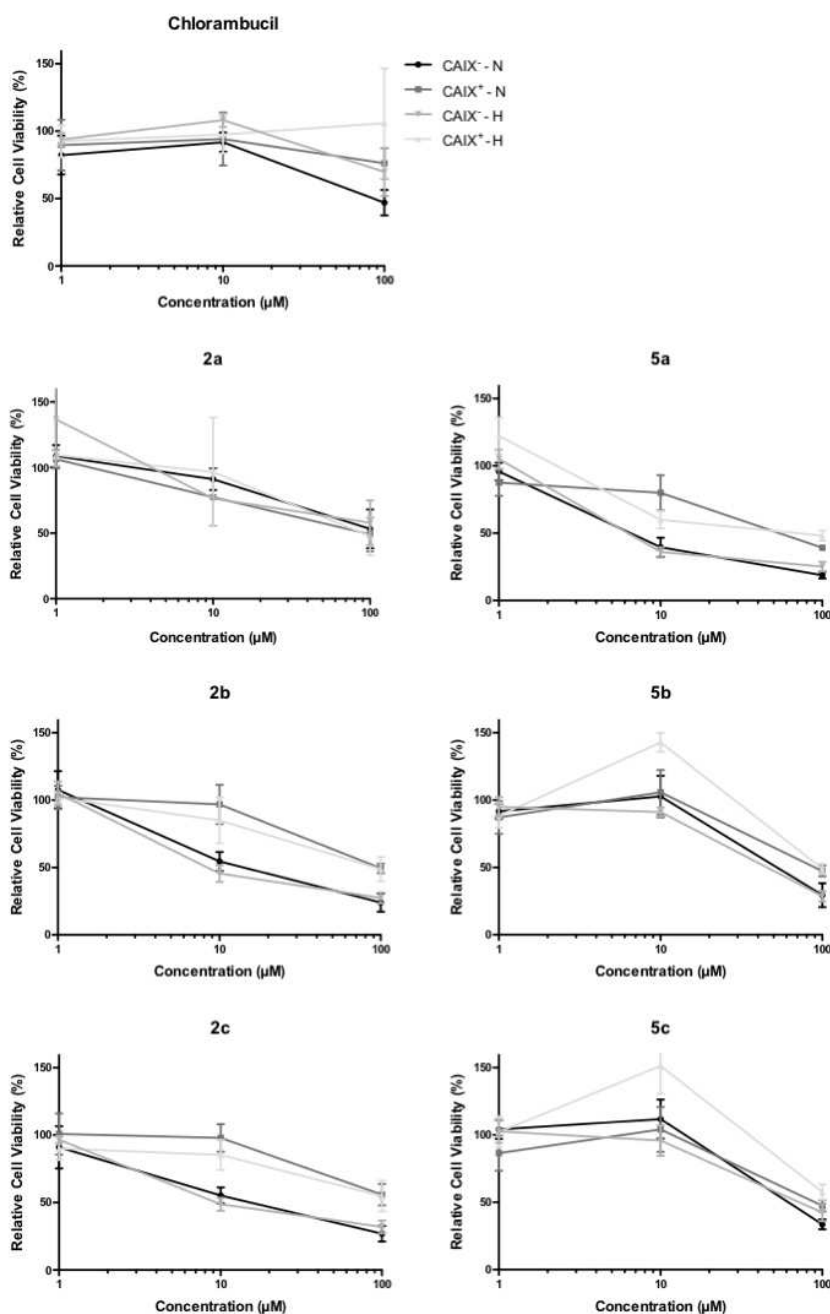 Chlorambucil
Relative Cell Viability (%)
150
100
50
0
1
10
100
Concentration (µM)
CAIX⁻ - N
CAIX⁺ - N
CAIX⁻ - H
CAIX⁺ - H
2a
Relative Cell Viability (%)
150
100
50
0
1
10
100
Concentration (µM)
5a
Relative Cell Viability (%)
150
100
50
0
1
10
100
Concentration (µM)
2b
Relative Cell Viability (%)
150
100
50
0
1
10
100
Concentration (µM)
5b
Relative Cell Viability (%)
150
100
50
0
1
10
100
Concentration (µM)
2c
Relative Cell Viability (%)
150
100
50
0
1
10
100
Concentration (µM)
5c
Relative Cell Viability (%)
150
100
50
0
1
10
100
Concentration (µM)